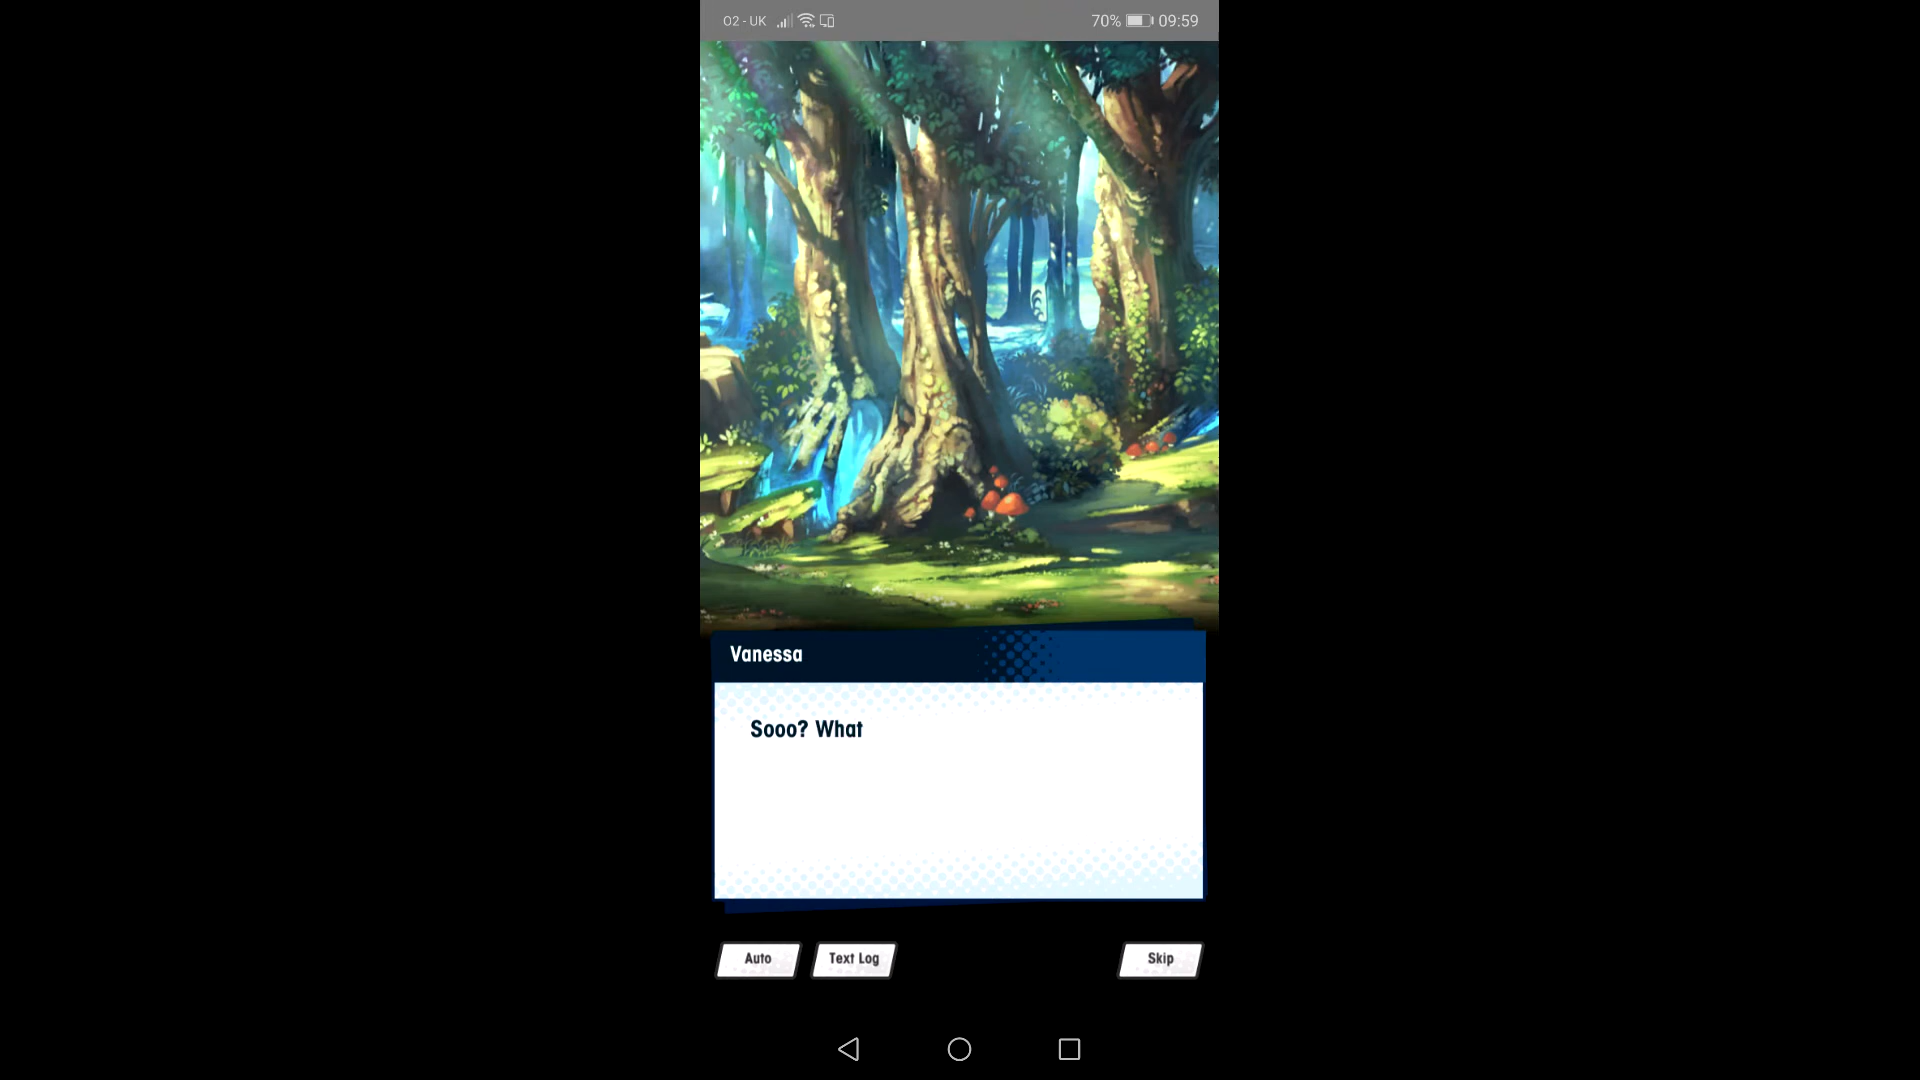 O2 - UK
70% 09:59
Vanessa
Sooo? What
Auto
Text Log
Skip